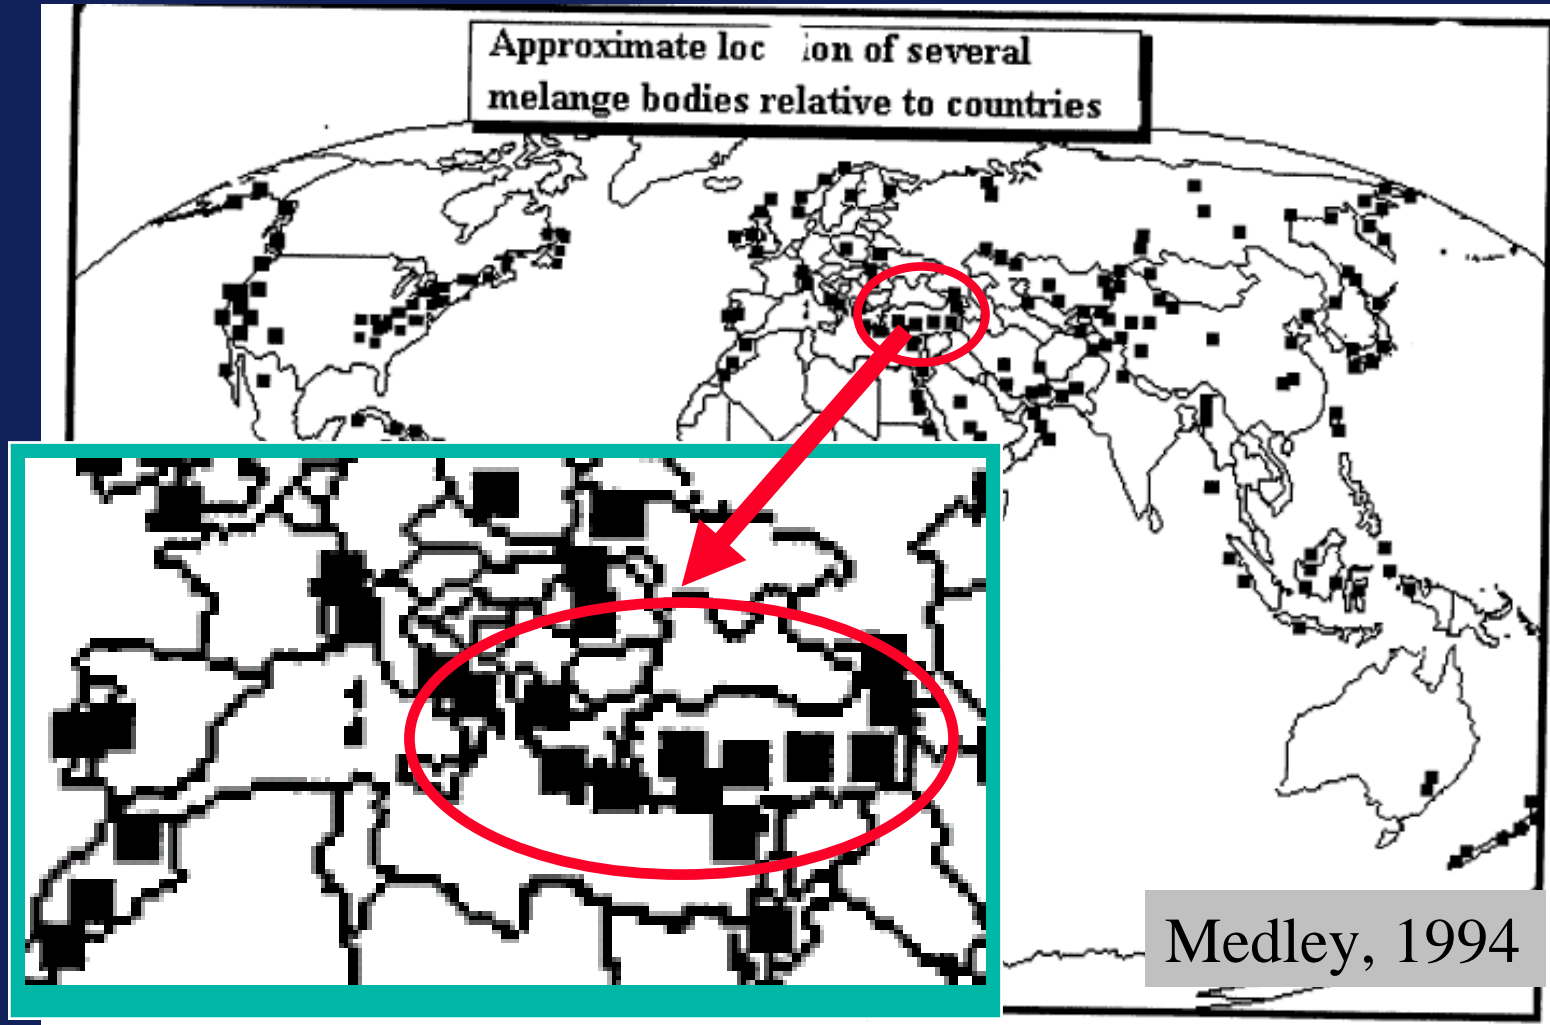 Approximate loc ion of several
melange bodies relative to countries
Medley, 1994